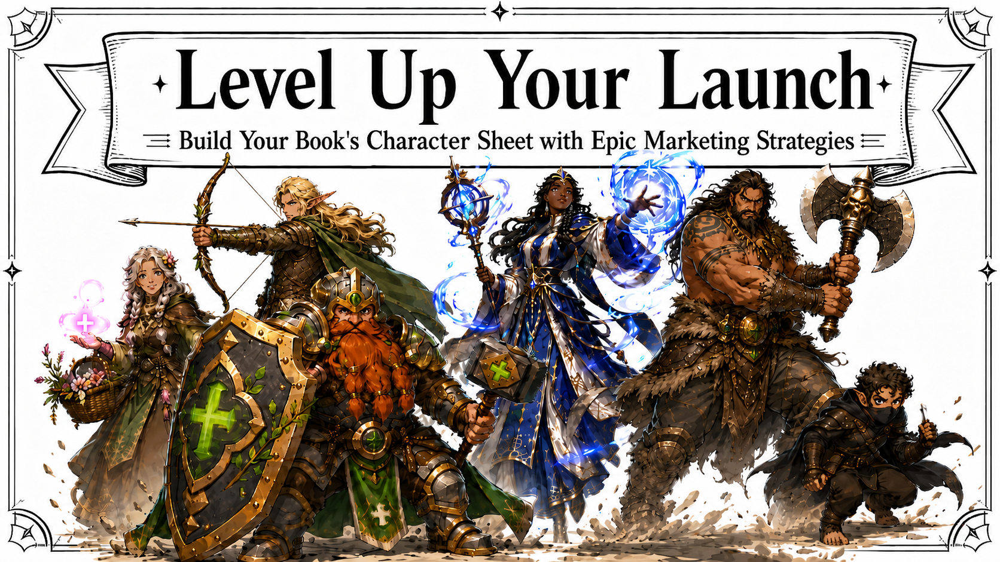 Level Up Your Launch
Build Your Book's Character Sheet with Epic Marketing Strategies